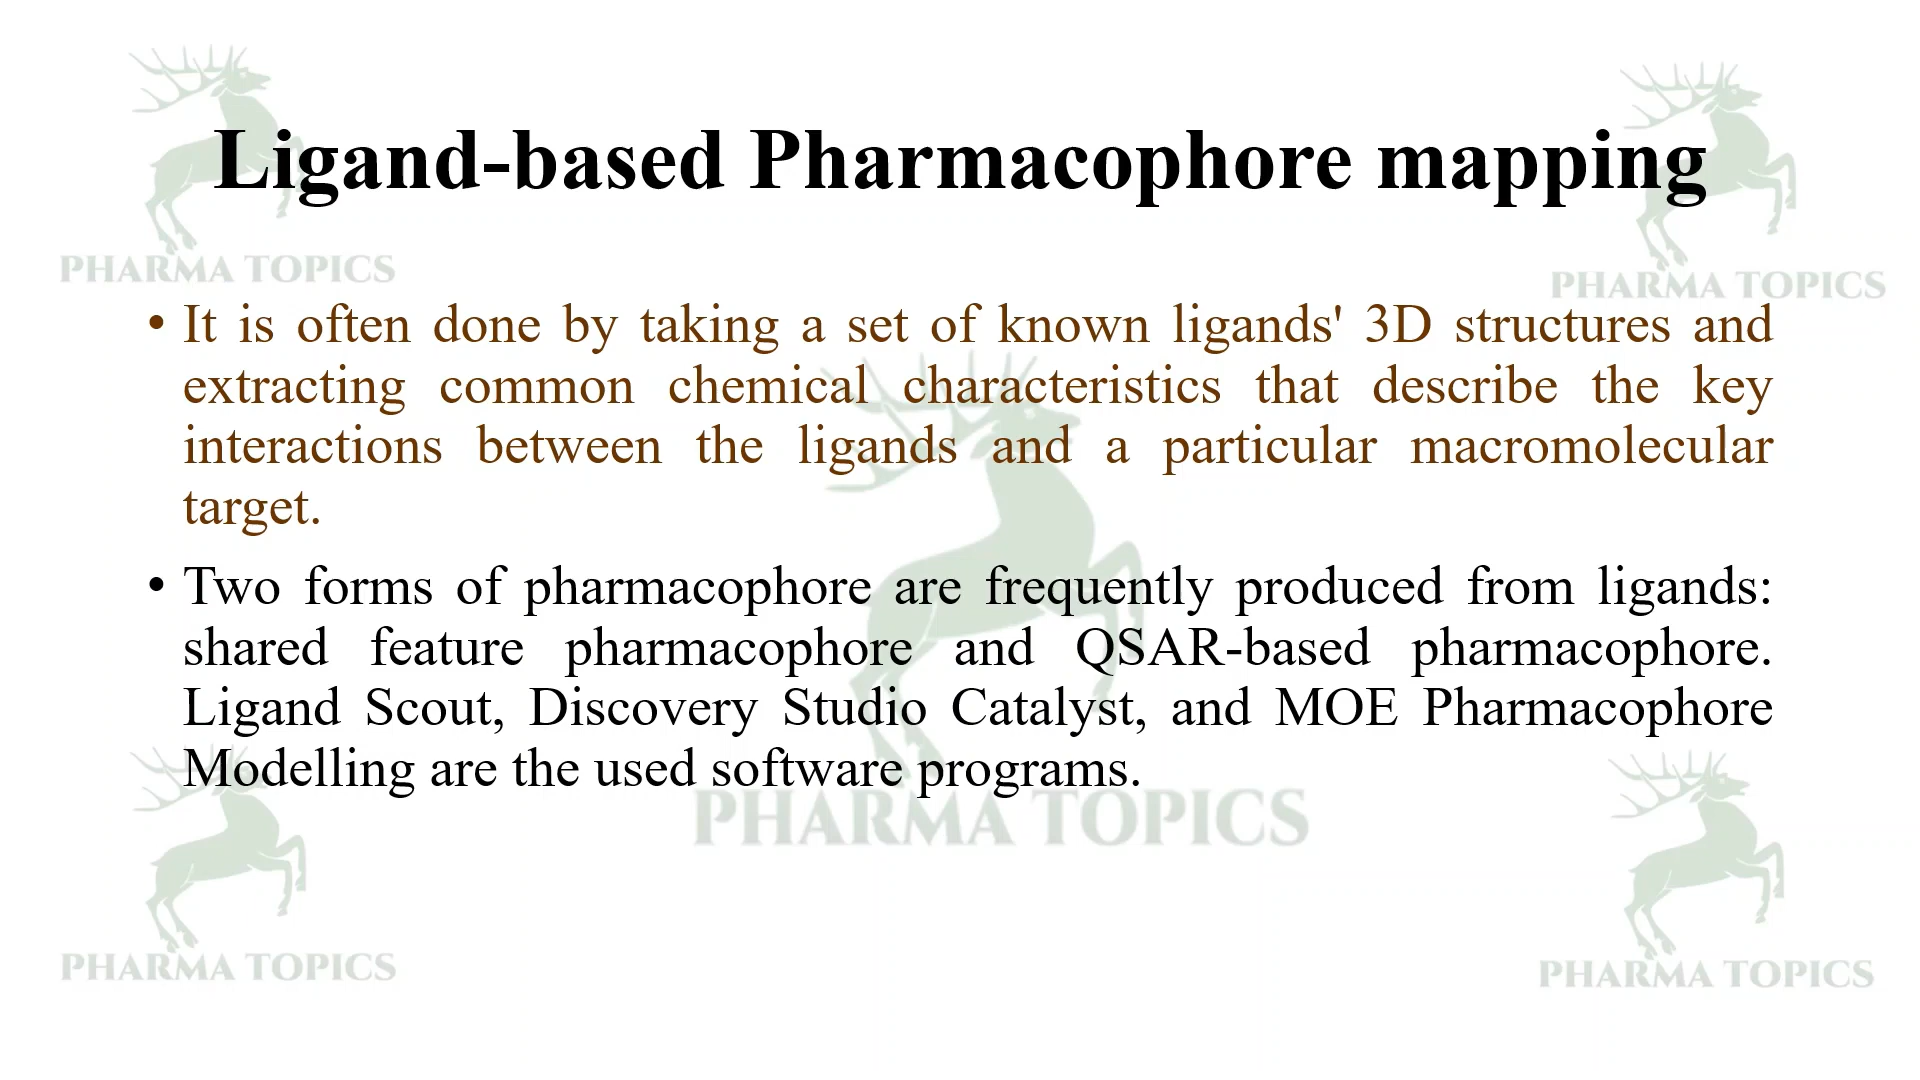 Ligand-based Pharmacophore mapping
PHARMA TOPICS
PHARMA TOPICS
• It is often done by taking a set of known ligands' 3D structures and
extracting common chemical characteristics that describe the key
interactions between the ligands and a particular macromolecular
target.
• Two forms of pharmacophore are frequently produced from ligands:
shared feature pharmacophore and QSAR-based pharmacophore.
Ligand Scout, Discovery Studio Catalyst, and MOE Pharmacophore
Modelling are the used software programs.
PHARMA TOPICS
PHARMA TOPICS
PHARMA TOPICS